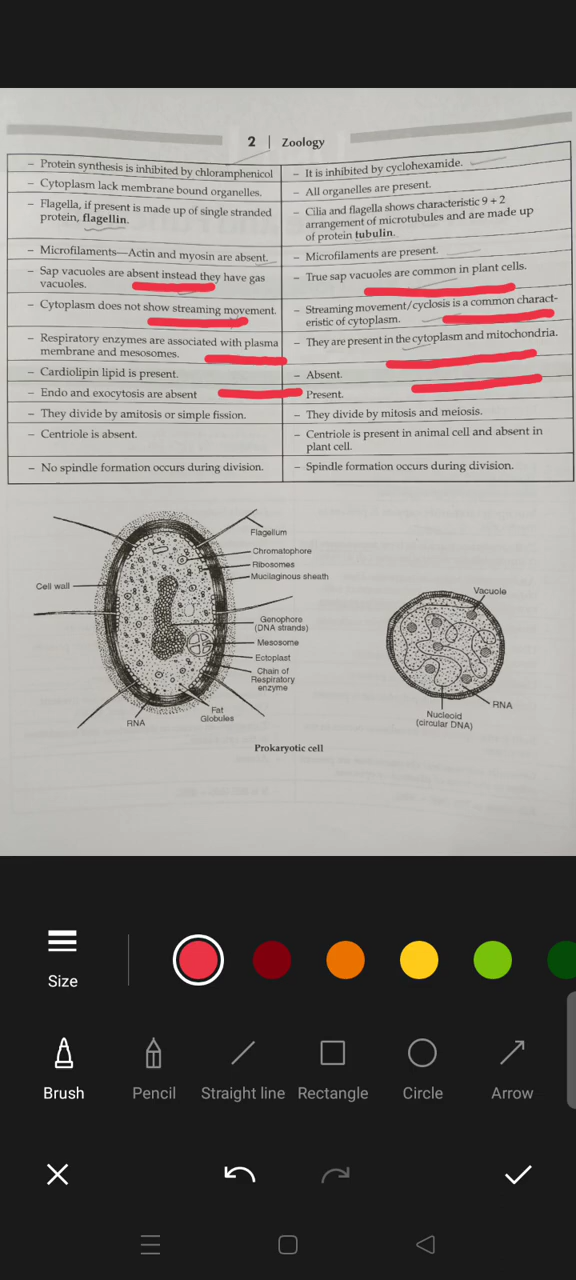 2 | Zoology
– Protein synthesis is inhibited by chloramphenicol
– It is inhibited by cyclohexamide.
– Cytoplasm lack membrane bound organelles.
– All organelles are present.
– Flagella, if present is made up of single stranded
protein, flagellin.
– Cilia and flagella shows characteristic 9 + 2
arrangement of microtubules and are made up
of protein tubulin.
– Microfilaments—Actin and myosin are absent.
– Microfilaments are present.
– Sap vacuoles are absent instead they have gas
vacuoles.
– True sap vacuoles are common in plant cells.
– Cytoplasm does not show streaming movement.
– Streaming movement/cyclosis is a common charact-
eristic of cytoplasm.
– Respiratory enzymes are associated with plasma
membrane and mesosomes.
– They are present in the cytoplasm and mitochondria.
– Cardiolipin lipid is present.
– Absent.
– Endo and exocytosis are absent
Present.
– They divide by amitosis or simple fission.
– They divide by mitosis and meiosis.
– Centriole is absent.
– Centriole is present in animal cell and absent in
plant cell.
– No spindle formation occurs during division.
– Spindle formation occurs during division.
Flagellum
Chromatophore
Ribosomes
Mucilaginous sheath
Cell wall
Genophore
(DNA strands)
Mesosome
Ectoplast
Chain of
Respiratory
enzyme
Fat
Globules
RNA
Vacuole
RNA
Nucleoid
(circular DNA)
Prokaryotic cell
Size
Brush
Pencil
Straight line
Rectangle
Circle
Arrow